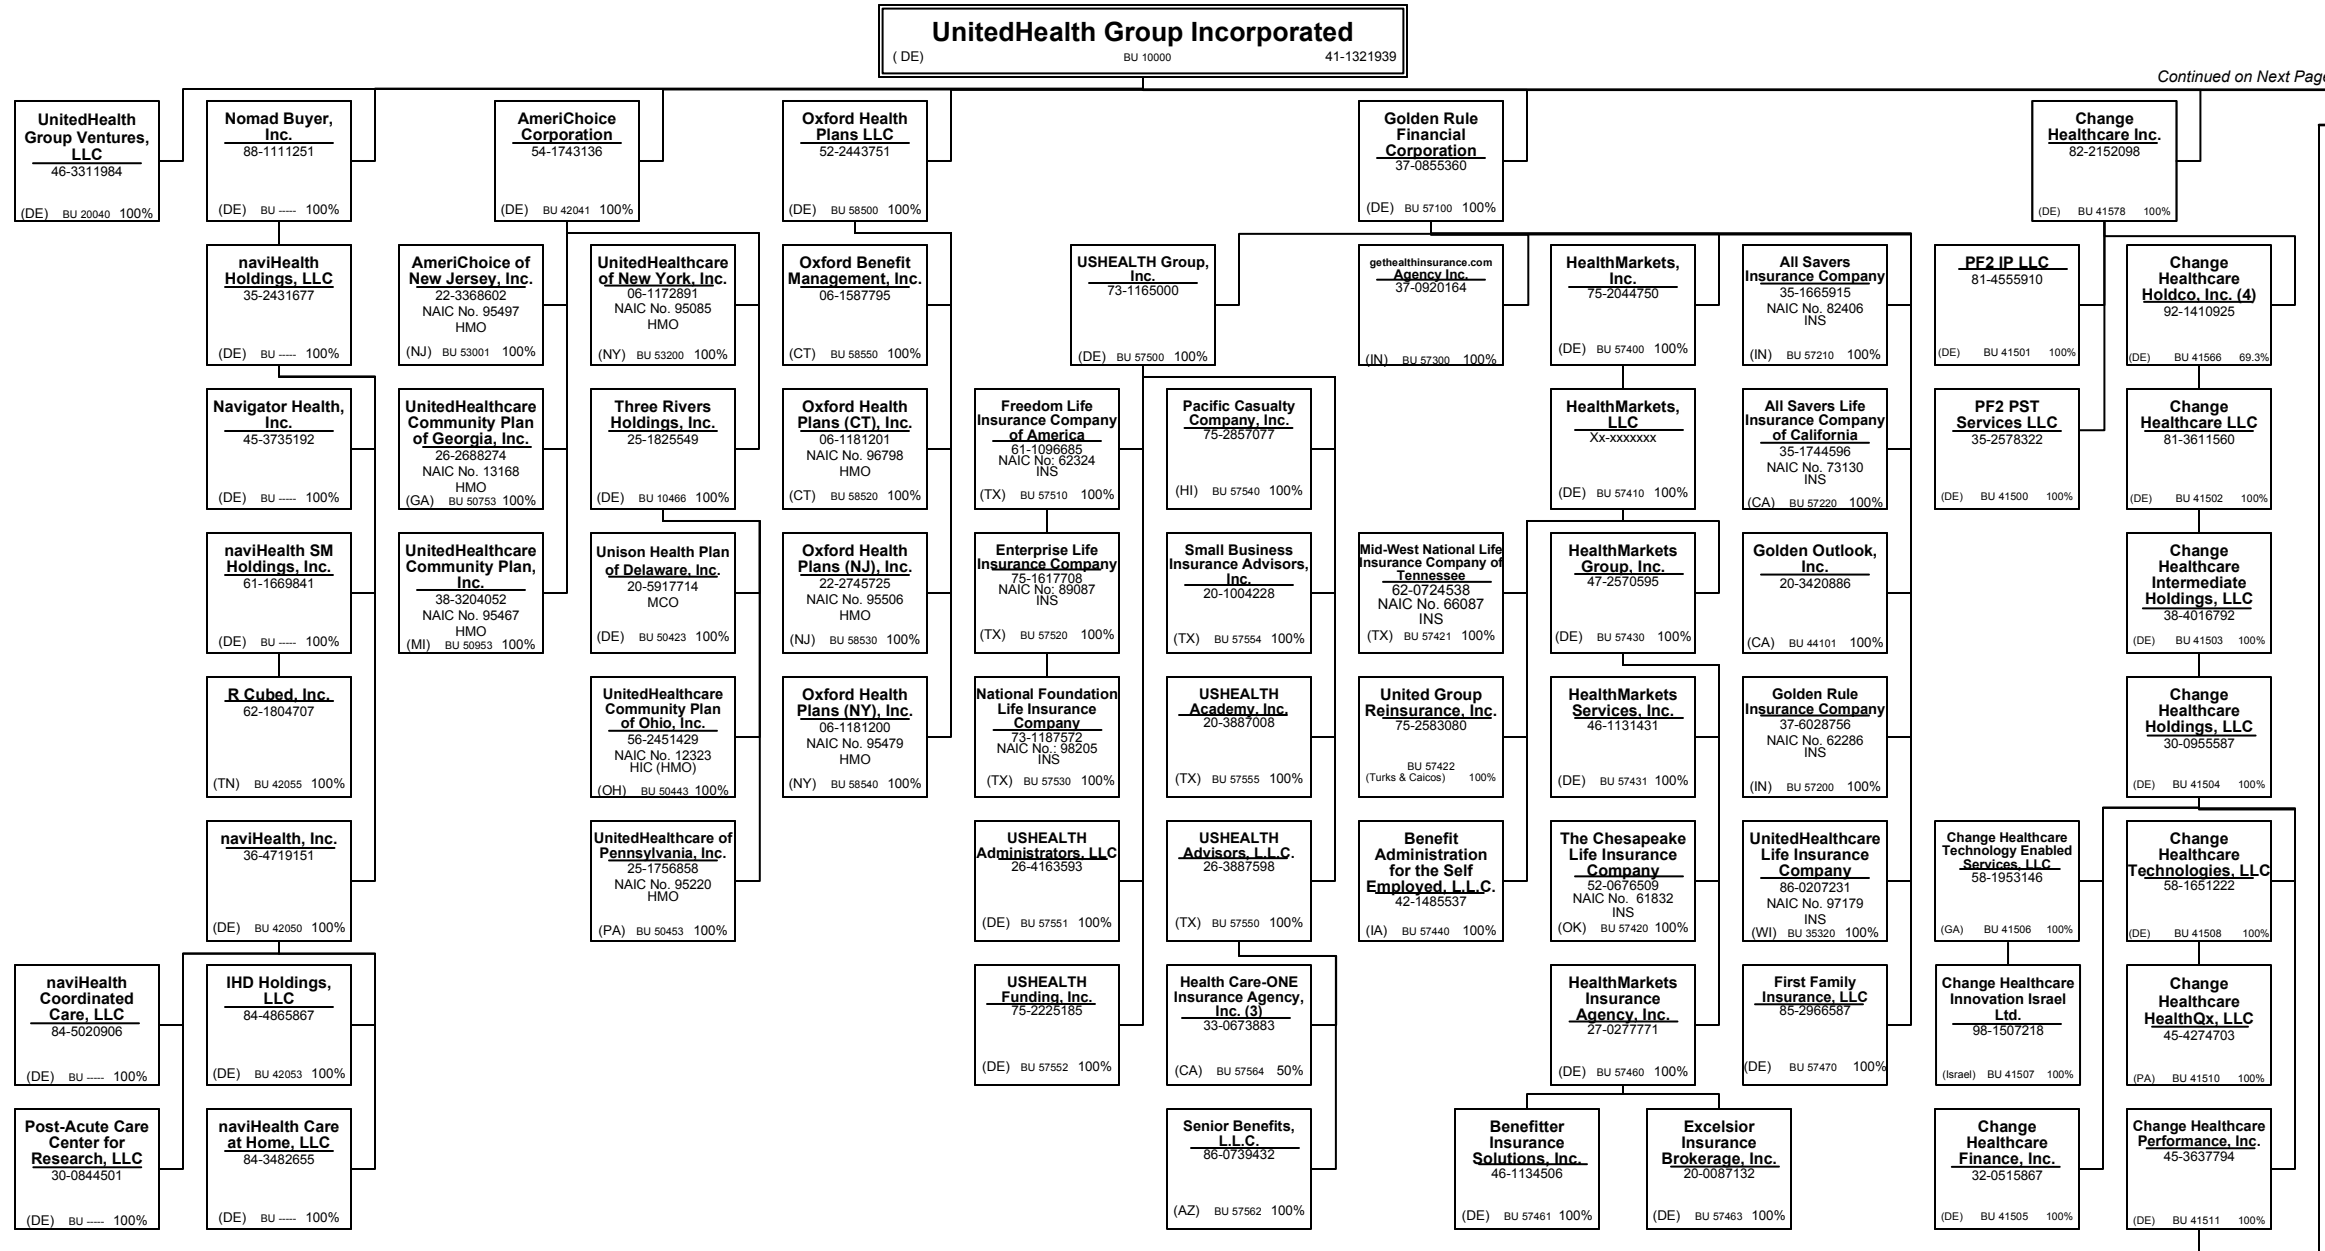 UnitedHealth Group Incorporated
( DE) BU 10000 41-1321939
Continued on Next Page
UnitedHealth
Group Ventures,
LLC
46-3311984
(DE) BU 20040 100%
Nomad Buyer,
Inc.
88-1111251
(DE) BU ----- 100%
AmeriChoice
Corporation
54-1743136
(DE) BU 42041 100%
Oxford Health
Plans LLC
52-2443751
(DE) BU 58500 100%
Golden Rule
Financial
Corporation
37-0855360
(DE) BU 57100 100%
Change
Healthcare Inc.
82-2152098
(DE) BU 41578 100%
naviHealth
Holdings, LLC
35-2431677
(DE) BU ----- 100%
AmeriChoice of
New Jersey, Inc.
22-3368602
NAIC No. 95497
HMO
(NJ) BU 53001 100%
UnitedHealthcare
of New York, Inc.
06-1172891
NAIC No. 95085
HMO
(NY) BU 53200 100%
Oxford Benefit
Management, Inc.
06-1587795
(CT) BU 58550 100%
USHEALTH Group,
Inc.
73-1165000
(DE) BU 57500 100%
gethealthinsurance.com
Agency Inc.
37-0920164
(IN) BU 57300 100%
HealthMarkets,
Inc.
75-2044750
(DE) BU 57400 100%
All Savers
Insurance Company
35-1665915
NAIC No. 82406
INS
(IN) BU 57210 100%
PF2 IP LLC
81-4555910
(DE) BU 41501 100%
Change
Healthcare
Holdco, Inc. (4)
92-1410925
(DE) BU 41566 69.3%
Navigator Health,
Inc.
45-3735192
(DE) BU ----- 100%
UnitedHealthcare
Community Plan
of Georgia, Inc.
26-2688274
NAIC No. 13168
HMO
(GA) BU 50753 100%
Three Rivers
Holdings, Inc.
25-1825549
(DE) BU 10466 100%
Oxford Health
Plans (CT), Inc.
06-1181201
NAIC No. 96798
HMO
(CT) BU 58520 100%
Freedom Life
Insurance Company
of America
61-1096685
NAIC No: 62324
INS
(TX) BU 57510 100%
Pacific Casualty
Company, Inc.
75-2857077
(HI) BU 57540 100%
HealthMarkets,
LLC
Xx-xxxxxxx
(DE) BU 57410 100%
All Savers Life
Insurance Company
of California
35-1744596
NAIC No. 73130
INS
(CA) BU 57220 100%
PF2 PST
Services LLC
35-2578322
(DE) BU 41500 100%
Change
Healthcare LLC
81-3611560
(DE) BU 41502 100%
naviHealth SM
Holdings, Inc.
61-1669841
(DE) BU ----- 100%
UnitedHealthcare
Community Plan,
Inc.
38-3204052
NAIC No. 95467
HMO
(MI) BU 50953 100%
Unison Health Plan
of Delaware, Inc.
20-5917714
MCO
(DE) BU 50423 100%
Oxford Health
Plans (NJ), Inc.
22-2745725
NAIC No. 95506
HMO
(NJ) BU 58530 100%
Enterprise Life
Insurance Company
75-1617708
NAIC No: 89087
INS
(TX) BU 57520 100%
Small Business
Insurance Advisors,
Inc.
20-1004228
(TX) BU 57554 100%
Mid-West National Life
Insurance Company of
Tennessee
62-0724538
NAIC No. 66087
INS
(TX) BU 57421 100%
HealthMarkets
Group, Inc.
47-2570595
(DE) BU 57430 100%
Golden Outlook,
Inc.
20-3420886
(CA) BU 44101 100%
Change
Healthcare
Intermediate
Holdings, LLC
38-4016792
(DE) BU 41503 100%
R Cubed, Inc.
62-1804707
(TN) BU 42055 100%
UnitedHealthcare
Community Plan
of Ohio, Inc.
56-2451429
NAIC No. 12323
HIC (HMO)
(OH) BU 50443 100%
Oxford Health
Plans (NY), Inc.
06-1181200
NAIC No. 95479
HMO
(NY) BU 58540 100%
National Foundation
Life Insurance
Company
73-1187572
NAIC No.: 98205
INS
(TX) BU 57530 100%
USHEALTH
Academy, Inc.
20-3887008
(TX) BU 57555 100%
United Group
Reinsurance, Inc.
75-2583080
BU 57422
(Turks & Caicos) 100%
HealthMarkets
Services, Inc.
46-1131431
(DE) BU 57431 100%
Golden Rule
Insurance Company
37-6028756
NAIC No. 62286
INS
(IN) BU 57200 100%
Change
Healthcare
Holdings, LLC
30-0955587
(DE) BU 41504 100%
naviHealth, Inc.
36-4719151
(DE) BU 42050 100%
UnitedHealthcare of
Pennsylvania, Inc.
25-1756858
NAIC No. 95220
HMO
(PA) BU 50453 100%
USHEALTH
Administrators, LLC
26-4163593
(DE) BU 57551 100%
USHEALTH
Advisors, L.L.C.
26-3887598
(TX) BU 57550 100%
Benefit
Administration
for the Self
Employed, L.L.C.
42-1485537
(IA) BU 57440 100%
The Chesapeake
Life Insurance
Company
52-0676509
NAIC No. 61832
INS
(OK) BU 57420 100%
UnitedHealthcare
Life Insurance
Company
86-0207231
NAIC No. 97179
INS
(WI) BU 35320 100%
Change Healthcare
Technology Enabled
Services, LLC
58-1953146
(GA) BU 41506 100%
Change
Healthcare
Technologies, LLC
58-1651222
(DE) BU 41508 100%
naviHealth
Coordinated
Care, LLC
84-5020906
(DE) BU ----- 100%
IHD Holdings,
LLC
84-4865867
(DE) BU 42053 100%
USHEALTH
Funding, Inc.
75-2225185
(DE) BU 57552 100%
Health Care-ONE
Insurance Agency,
Inc. (3)
33-0673883
(CA) BU 57564 50%
HealthMarkets
Insurance
Agency, Inc.
27-0277771
(DE) BU 57460 100%
First Family
Insurance, LLC
85-2966587
(DE) BU 57470 100%
Change Healthcare
Innovation Israel
Ltd.
98-1507218
(Israel) BU 41507 100%
Change
Healthcare
HealthQx, LLC
45-4274703
(PA) BU 41510 100%
Post-Acute Care
Center for
Research, LLC
30-0844501
(DE) BU ----- 100%
naviHealth Care
at Home, LLC
84-3482655
(DE) BU ----- 100%
Senior Benefits,
L.L.C.
86-0739432
(AZ) BU 57562 100%
Benefitter
Insurance
Solutions, Inc.
46-1134506
(DE) BU 57461 100%
Excelsior
Insurance
Brokerage, Inc.
20-0087132
(DE) BU 57463 100%
Change
Healthcare
Finance, Inc.
32-0515867
(DE) BU 41505 100%
Change Healthcare
Performance, Inc.
45-3637794
(DE) BU 41511 100%